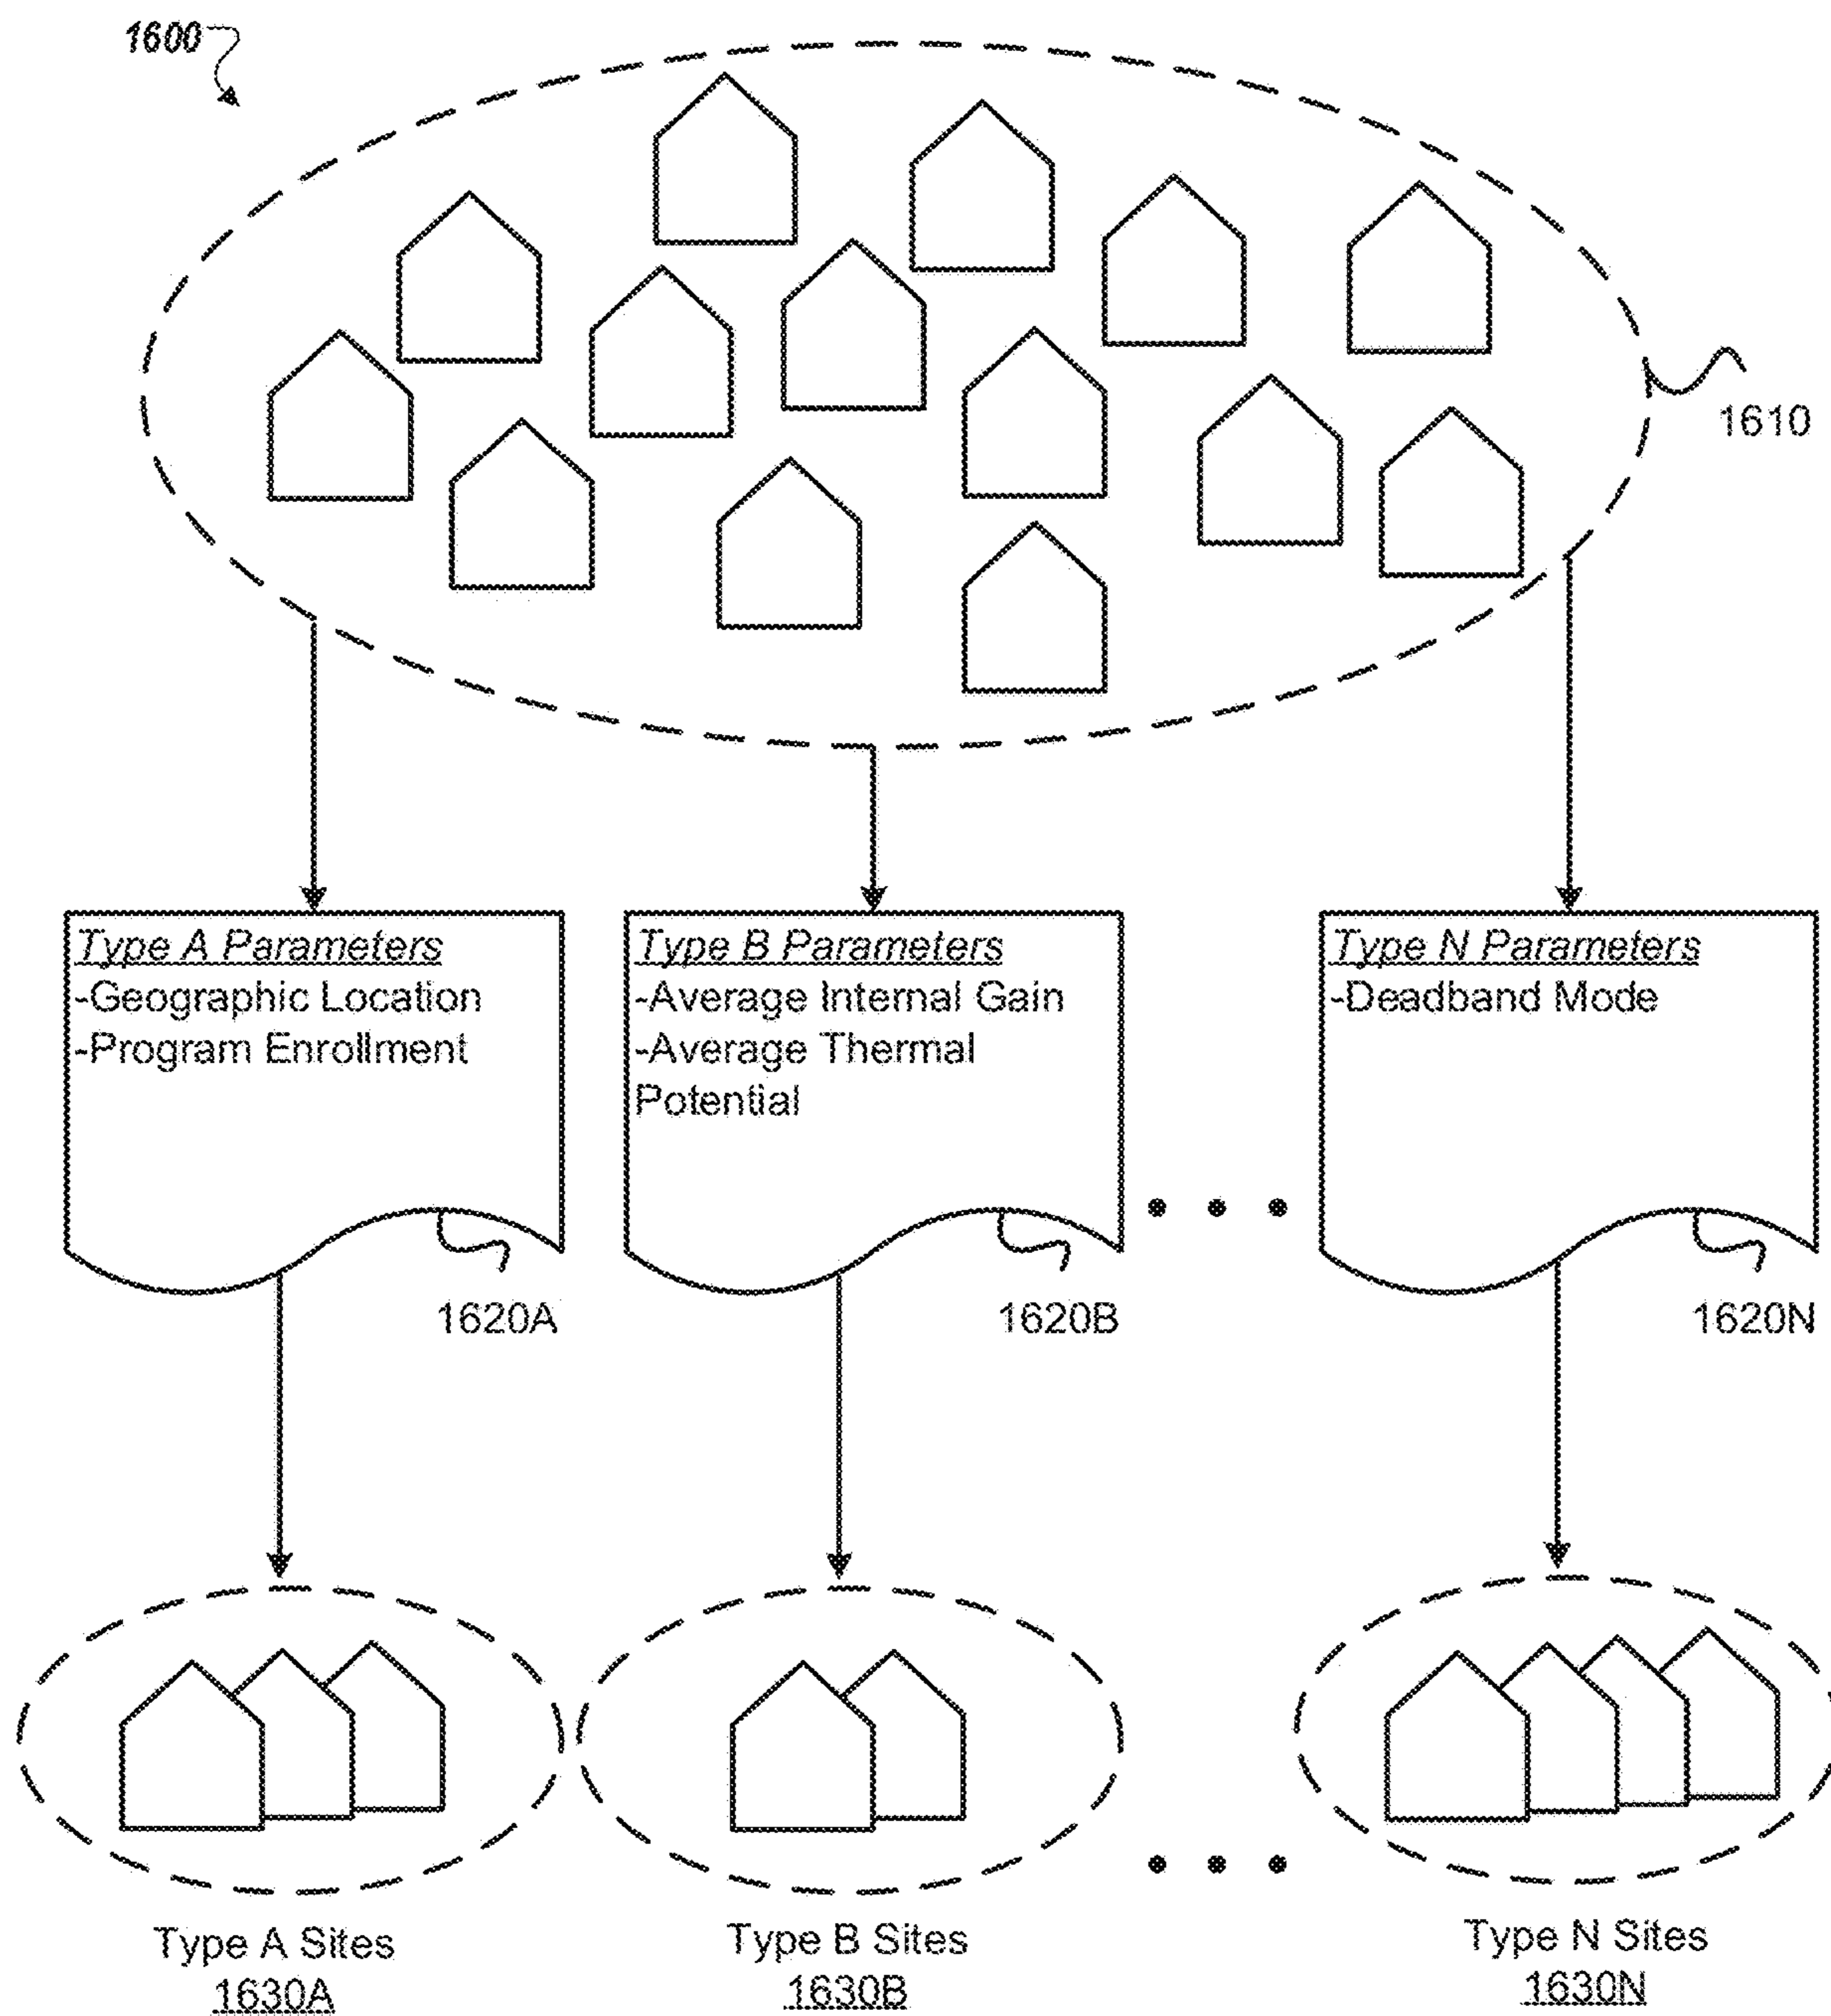 1600
1610
Type A Parameters
-Geographic Location
-Program Enrollment
1620A
Type B Parameters
-Average Internal Gain
-Average Thermal
Potential
1620B
Type N Parameters
-Deadband Mode
1620N
Type A Sites
1630A
Type B Sites
1630B
Type N Sites
1630N